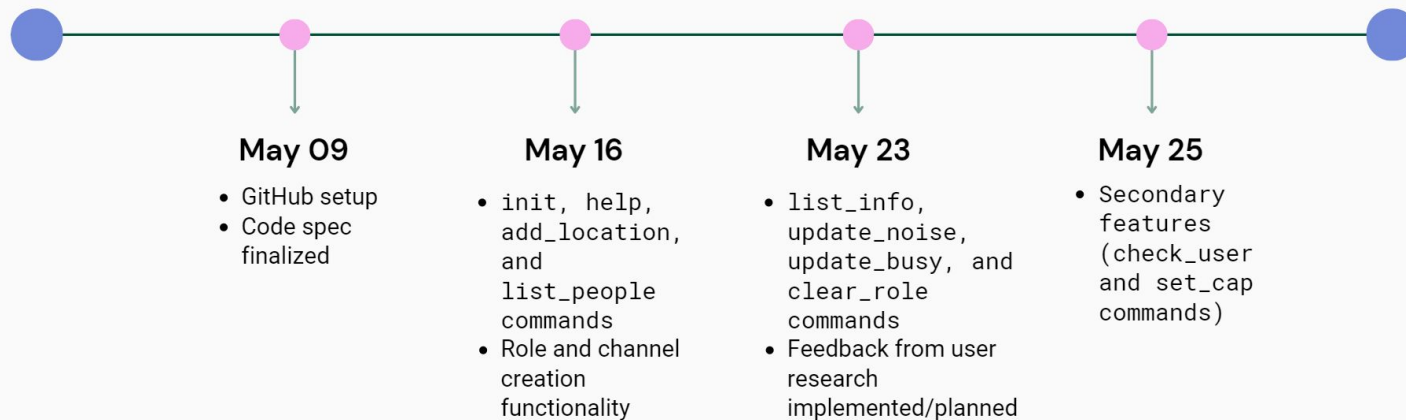 May 09
• GitHub setup
• Code spec
finalized
May 16
• init, help,
add_location,
and
list_people
commands
• Role and channel
creation
functionality
May 23
• list_info,
update_noise,
update_busy, and
clear_role
commands
• Feedback from user
research
implemented/planned
May 25
• Secondary
features
(check_user
and set_cap
commands)